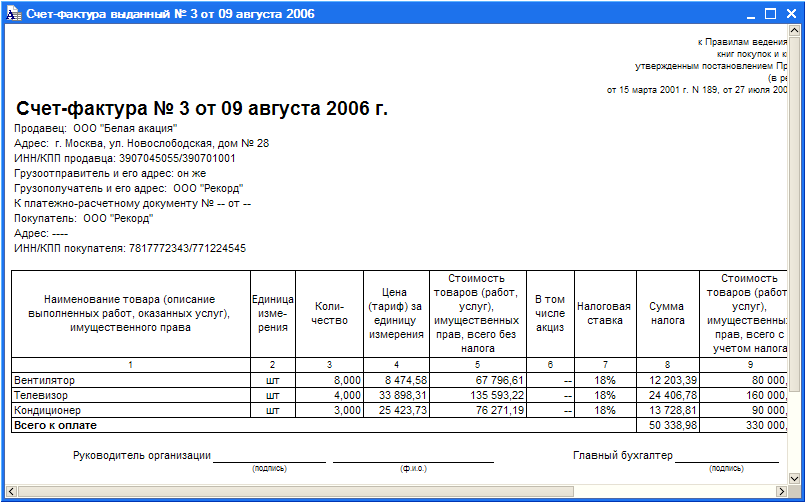 Счет-фактура выданный № 3 от 09 августа 2006
к Правилам ведения
книг покупок и
утвержденным постановлением
(в
от 15 марта 2001 г. N 189, от 27 июля
Счет-фактура № 3 от 09 августа 2006 г.
Продавец: ООО "Белая акация"
Адрес: г. Москва, ул. Новослободская, дом № 28
ИНН/КПП продавца: 3907045055/390701001
Грузоотправитель и его адрес: он же
Грузополучатель и его адрес: ООО "Рекорд"
К платежно-расчетному документу № -- от --
Покупатель: ООО "Рекорд"
Адрес: ----
ИНН/КПП покупателя: 7817772343/771224545
Наименование товара (описание выполненных работ, оказанных услуг), имущественного права | Единица изме-рения | Коли-чество | Цена (тариф) за единицу измерения | Стоимость товаров (работ, услуг), имущественных прав, всего без налога | В том числе акциз | Налоговая ставка | Сумма налога | Стоимость товаров (работ, услуг), имущественных прав, всего с учетом налога
1 2 3 4 5 6 7 8 9
Вентилятор шт 8,000 8 474,58 67 796,61 -- 18% 12 203,39 80 000,
Телевизор шт 4,000 33 898,31 135 593,22 -- 18% 24 406,78 160 000,
Кондиционер шт 3,000 25 423,73 76 271,19 -- 18% 13 728,81 90 000,
Всего к оплате 50 338,98 330 000,
Руководитель организации Главный бухгалтер
(подпись) (ф.и.о.) (подпись)